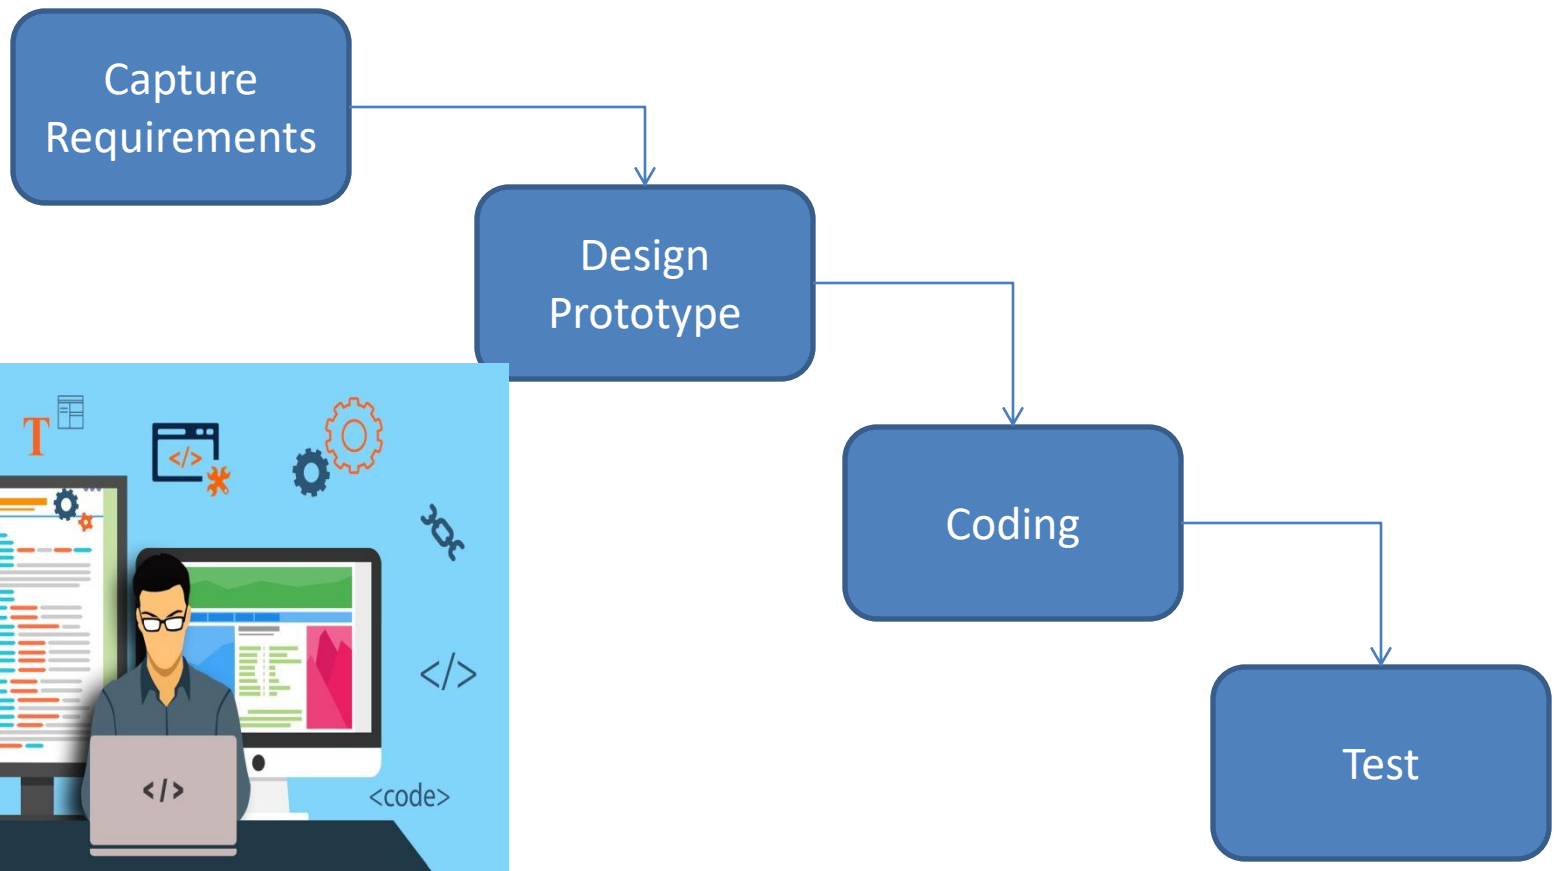 Capture
Requirements
Design
Prototype
T
</>
Coding
</>
</>
<code>
Test